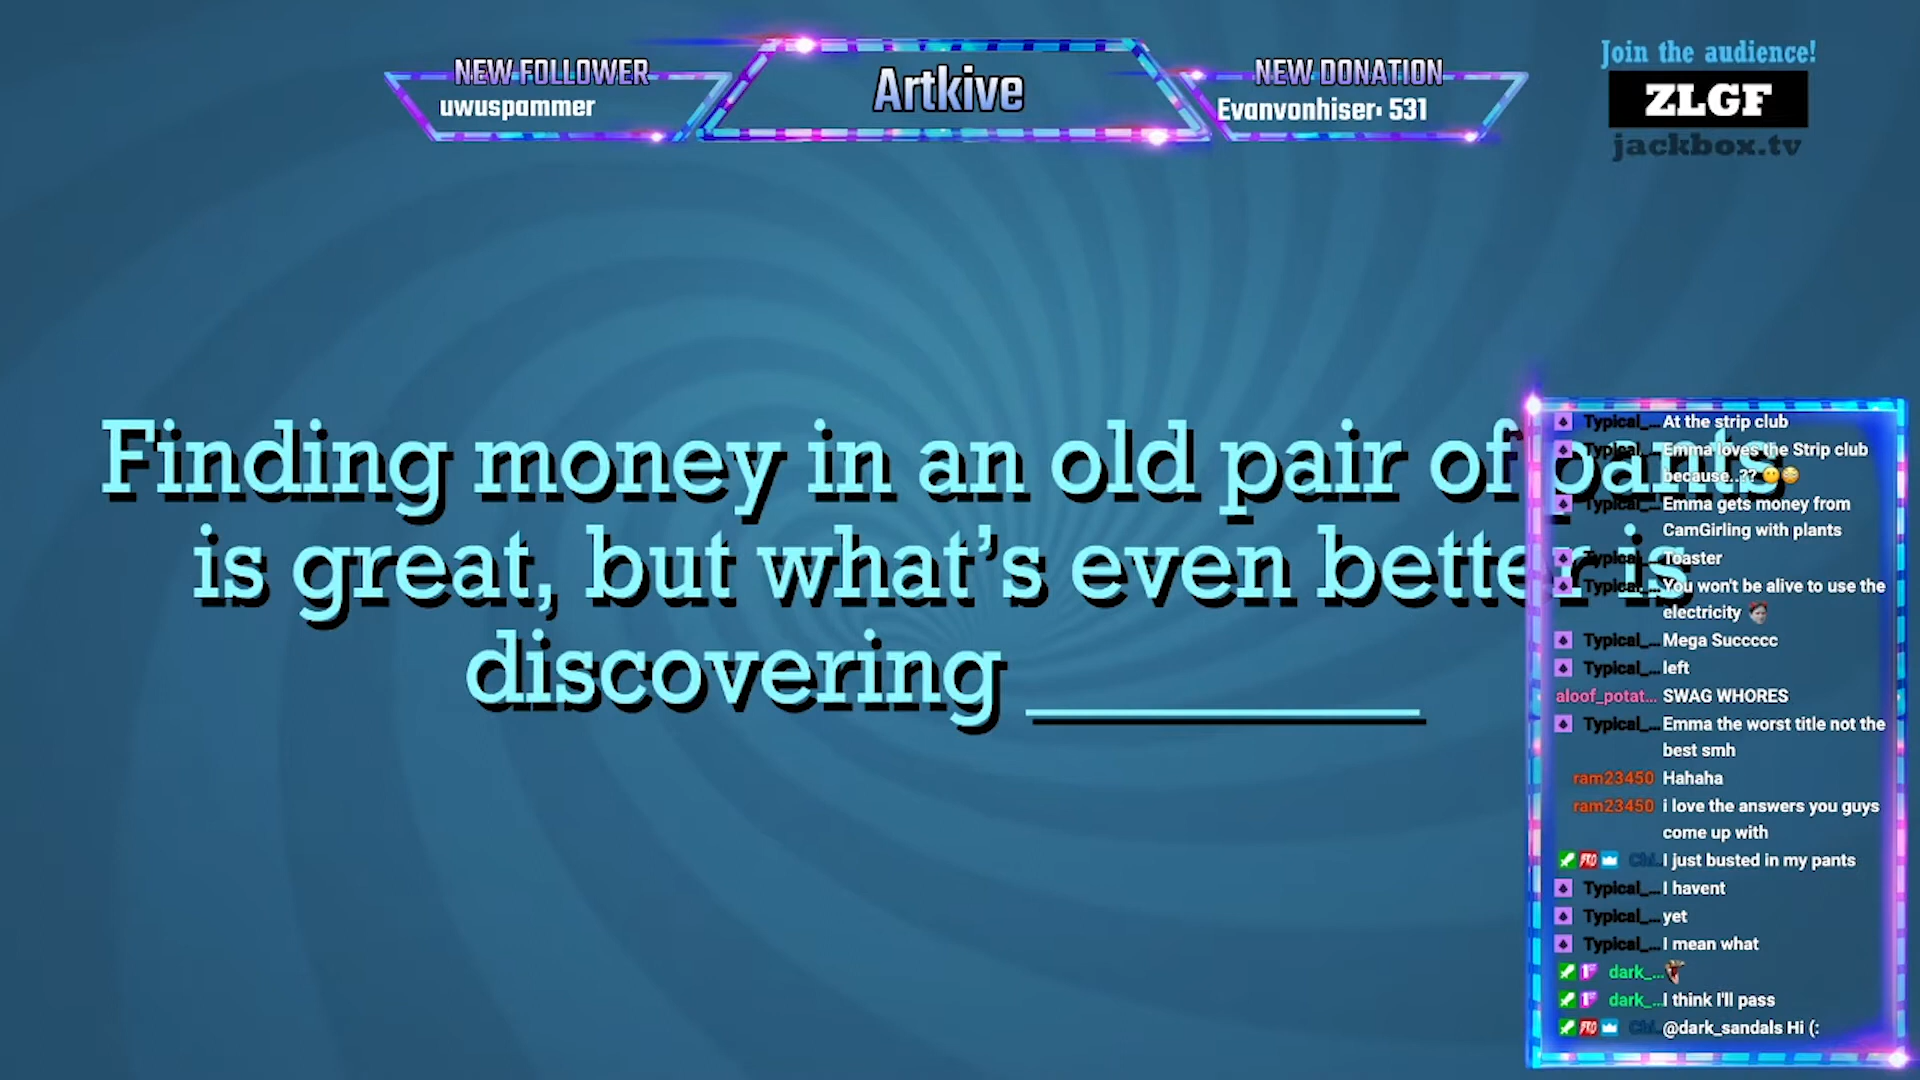 NEW FOLLOWER
uwuspammer
Artkive
NEW DONATION
Evanvonhiser: 531
Join the audience!
ZLGF
jackbox.tv
Finding money in an old pair of pants
is great, but what's even better is
discovering ________
Typical_... At the strip club
Typical_... Emma loves the Strip club
because..??
Typical_... Emma gets money from
CamGirling with plants
Typical_... Toaster
Typical_... You won't be alive to use the
electricity
Typical_... Mega Succccc
Typical_... left
aloof_potat... SWAG WHORES
Typical_... Emma the worst title not the
best smh
ram23450 Hahaha
ram23450 i love the answers you guys
come up with
PRO I just busted in my pants
Typical_... I havent
Typical_... yet
Typical_... I mean what
dark_...
dark_... I think I'll pass
PRO @dark_sandals Hi (: